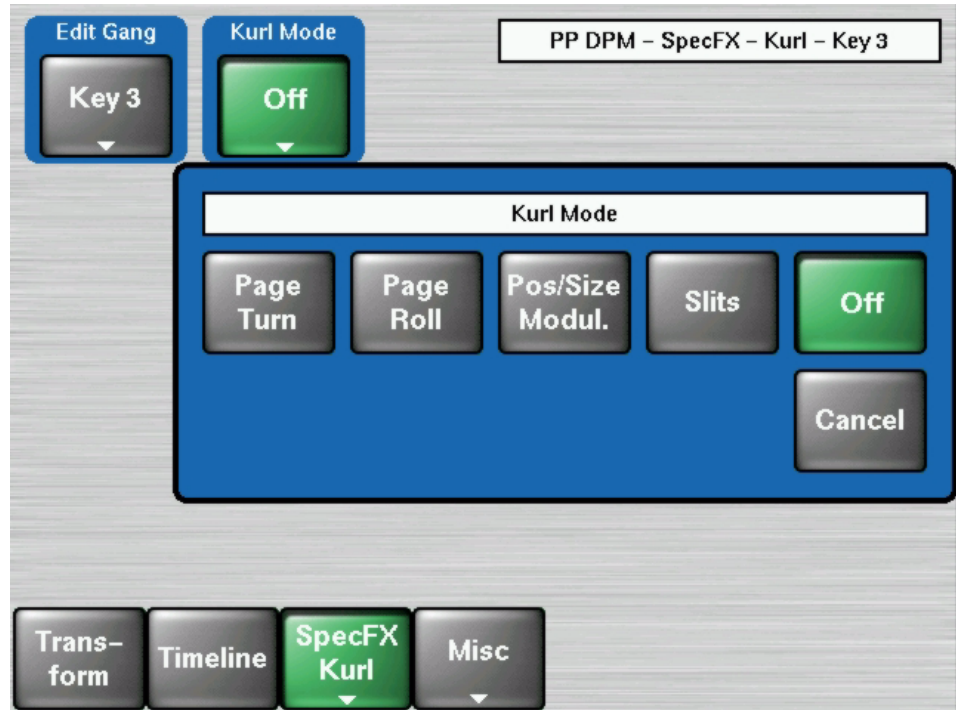 Edit Gang
Kurl Mode
PP DPM – SpecFX – Kurl – Key 3
Key 3
Off
Kurl Mode
Page
Turn
Page
Roll
Pos/Size
Modul.
Slits
Off
Cancel
Trans–
form
Timeline
SpecFX
Kurl
Misc